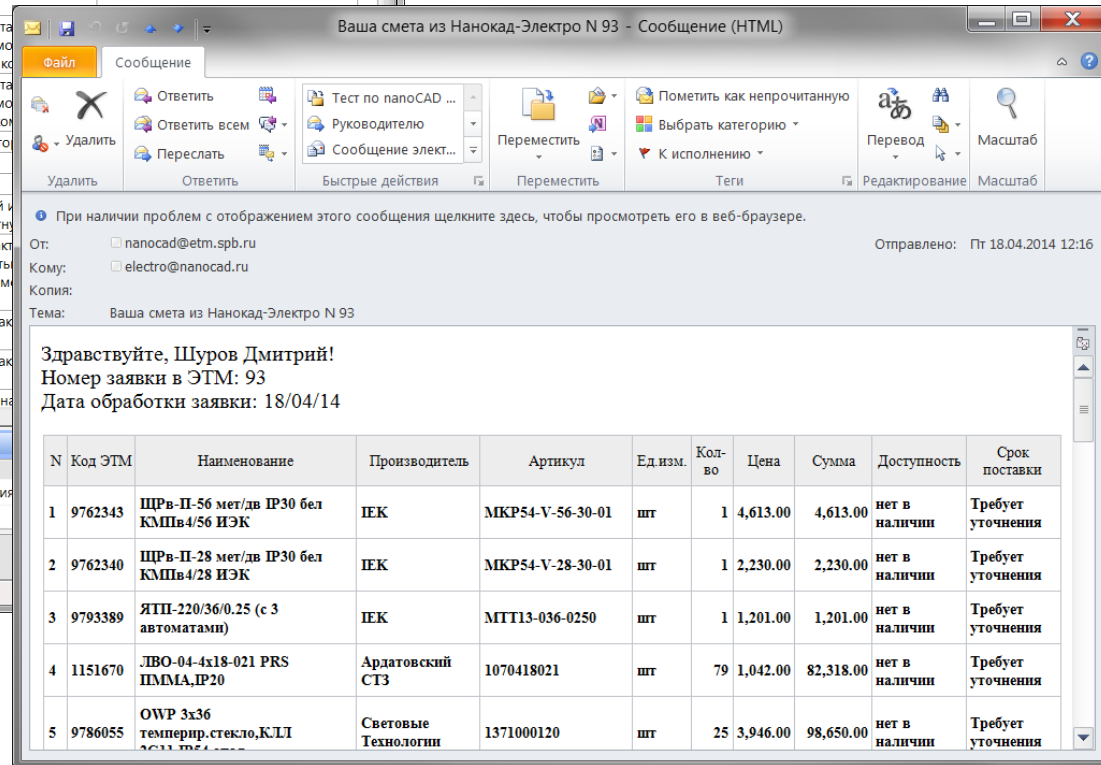 Ваша смета из Нанокад-Электро N 93 - Сообщение (HTML)
Файл
Сообщение
Удалить
Ответить
Ответить всем
Переслать
Тест по nanoCAD ...
Руководителю
Сообщение элект...
Переместить
Пометить как непрочитанную
Выбрать категорию
К исполнению
Перевод
Масштаб
Удалить
Ответить
Быстрые действия
Переместить
Теги
Редактирование
Масштаб
При наличии проблем с отображением этого сообщения щелкните здесь, чтобы просмотреть его в веб-браузере.
От: nanocad@etm.spb.ru
Отправлено: Пт 18.04.2014 12:16
Кому: electro@nanocad.ru
Копия:
Тема: Ваша смета из Нанокад-Электро N 93
Здравствуйте, Шуров Дмитрий!
Номер заявки в ЭТМ: 93
Дата обработки заявки: 18/04/14
N Код ЭТМ Наименование Производитель Артикул Ед.изм. Кол-во Цена Сумма Доступность Срок поставки
1 9762343 ЩРв-П-56 мет/дв IP30 бел КМПв4/56 ИЭК IEK MKP54-V-56-30-01 шт 1 4,613.00 4,613.00 нет в наличии Требует уточнения
2 9762340 ЩРв-П-28 мет/дв IP30 бел КМПв4/28 ИЭК IEK MKP54-V-28-30-01 шт 1 2,230.00 2,230.00 нет в наличии Требует уточнения
3 9793389 ЯТП-220/36/0.25 (с 3 автоматами) IEK MTT13-036-0250 шт 1 1,201.00 1,201.00 нет в наличии Требует уточнения
4 1151670 ЛВО-04-4х18-021 PRS ПММА,IP20 Ардатовский СТЗ 1070418021 шт 79 1,042.00 82,318.00 нет в наличии Требует уточнения
5 9786055 OWP 3x36 темперир.стекло,КЛЛ Световые Технологии 1371000120 шт 25 3,946.00 98,650.00 нет в наличии Требует уточнения